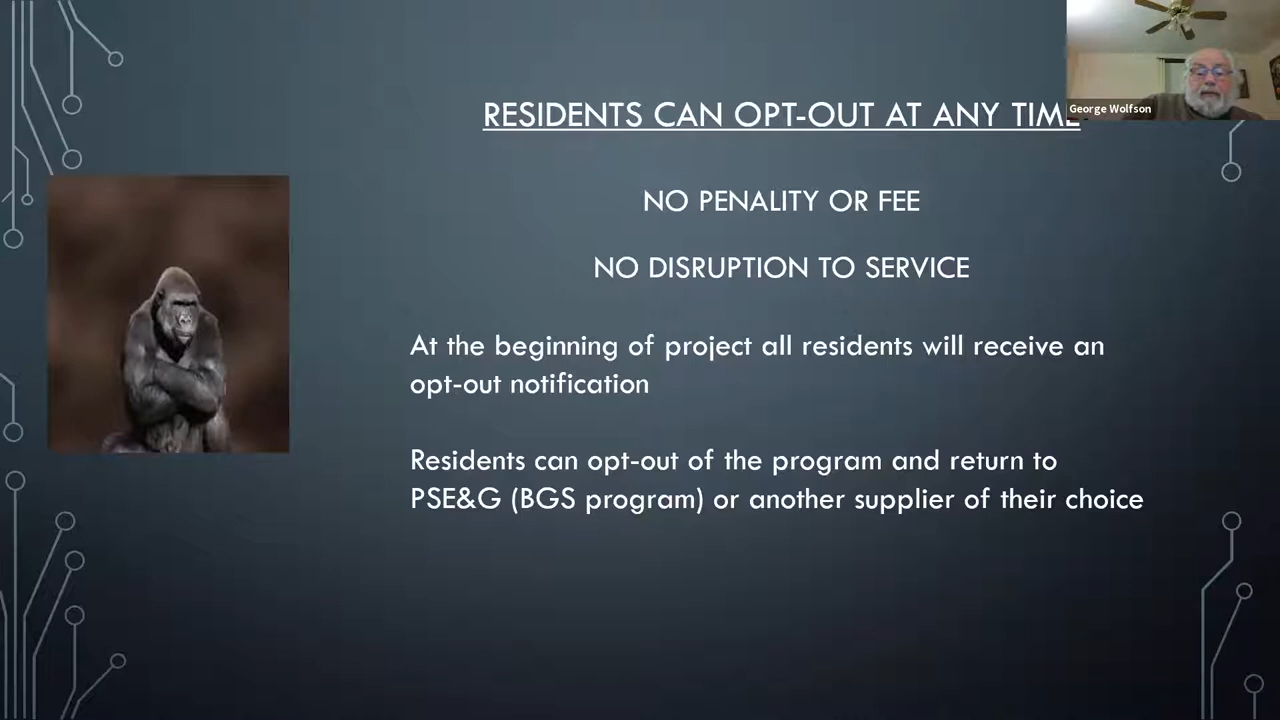 RESIDENTS CAN OPT-OUT AT ANY TIME
George Wolfson
NO PENALITY OR FEE
NO DISRUPTION TO SERVICE
At the beginning of project all residents will receive an
opt-out notification
Residents can opt-out of the program and return to
PSE&G (BGS program) or another supplier of their choice